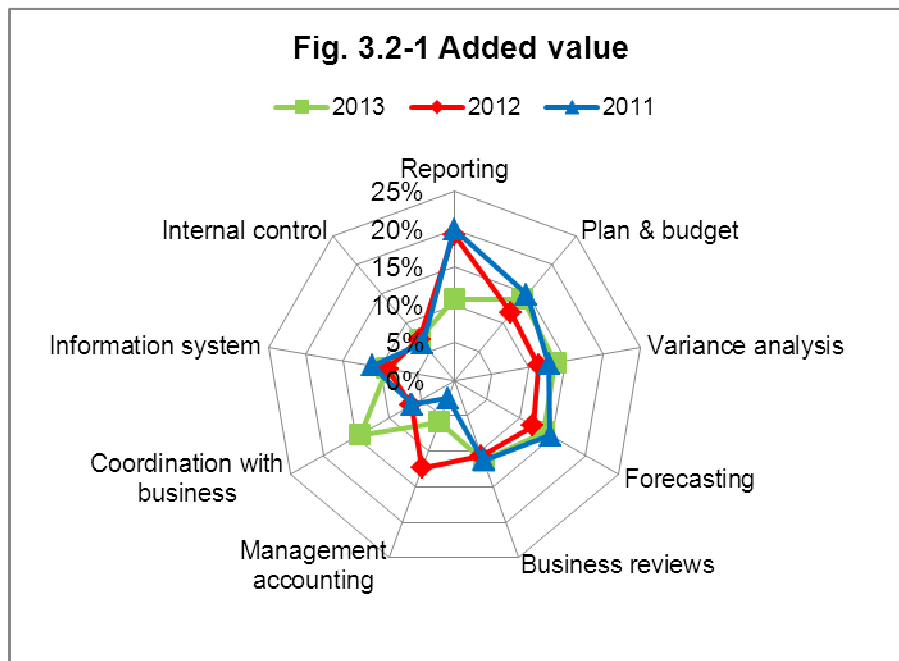 Fig. 3.2-1 Added value
2013 2012 2011
Reporting
25%
20%
15%
10%
5%
0%
Plan & budget
Variance analysis
Forecasting
Business reviews
Management
accounting
Coordination with
business
Information system
Internal control